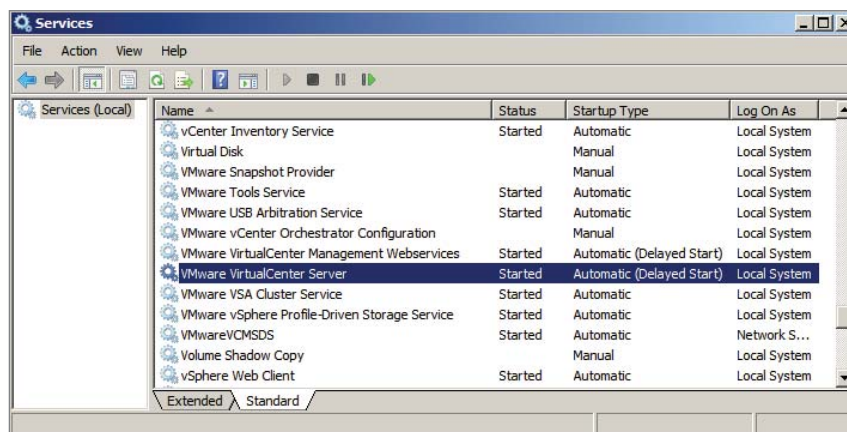 Services
File Action View Help
Services (Local)
Name Status Startup Type Log On As
vCenter Inventory Service Started Automatic Local System
Virtual Disk Manual Local System
VMware Snapshot Provider Manual Local System
VMware Tools Service Started Automatic Local System
VMware USB Arbitration Service Started Automatic Local System
VMware vCenter Orchestrator Configuration Manual Local System
VMware VirtualCenter Management Webservices Started Automatic (Delayed Start) Local System
VMware VirtualCenter Server Started Automatic (Delayed Start) Local System
VMware VSA Cluster Service Started Automatic Local System
VMware vSphere Profile-Driven Storage Service Started Automatic Local System
VMwareVCMSDS Started Automatic Network S...
Volume Shadow Copy Manual Local System
vSphere Web Client Started Automatic Local System
Extended Standard